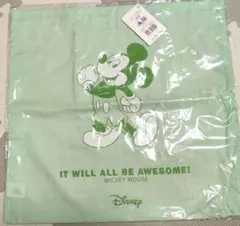 IT WILL ALL BE AWESOME!
MICKEY MOUSE
Disney